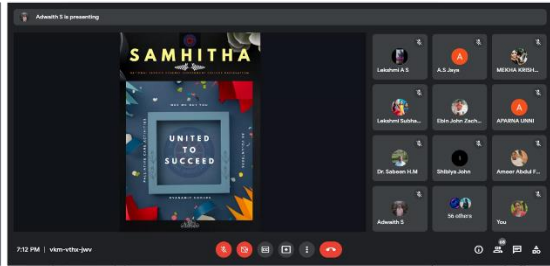 Adwaith S is presenting
SAMHITHA
UNITED
TO
SUCCEED
Lekshmi A S
A.S Jaya
MEKHA KRISH...
Lekshmi Subha...
Ebin John Zach...
APARNA UNNI
Dr. Sabeen H.M
Shiblys John
Ameer Abdul F...
Adwaith S
56 others
You
7:12 PM | vkm-vthx-jwv